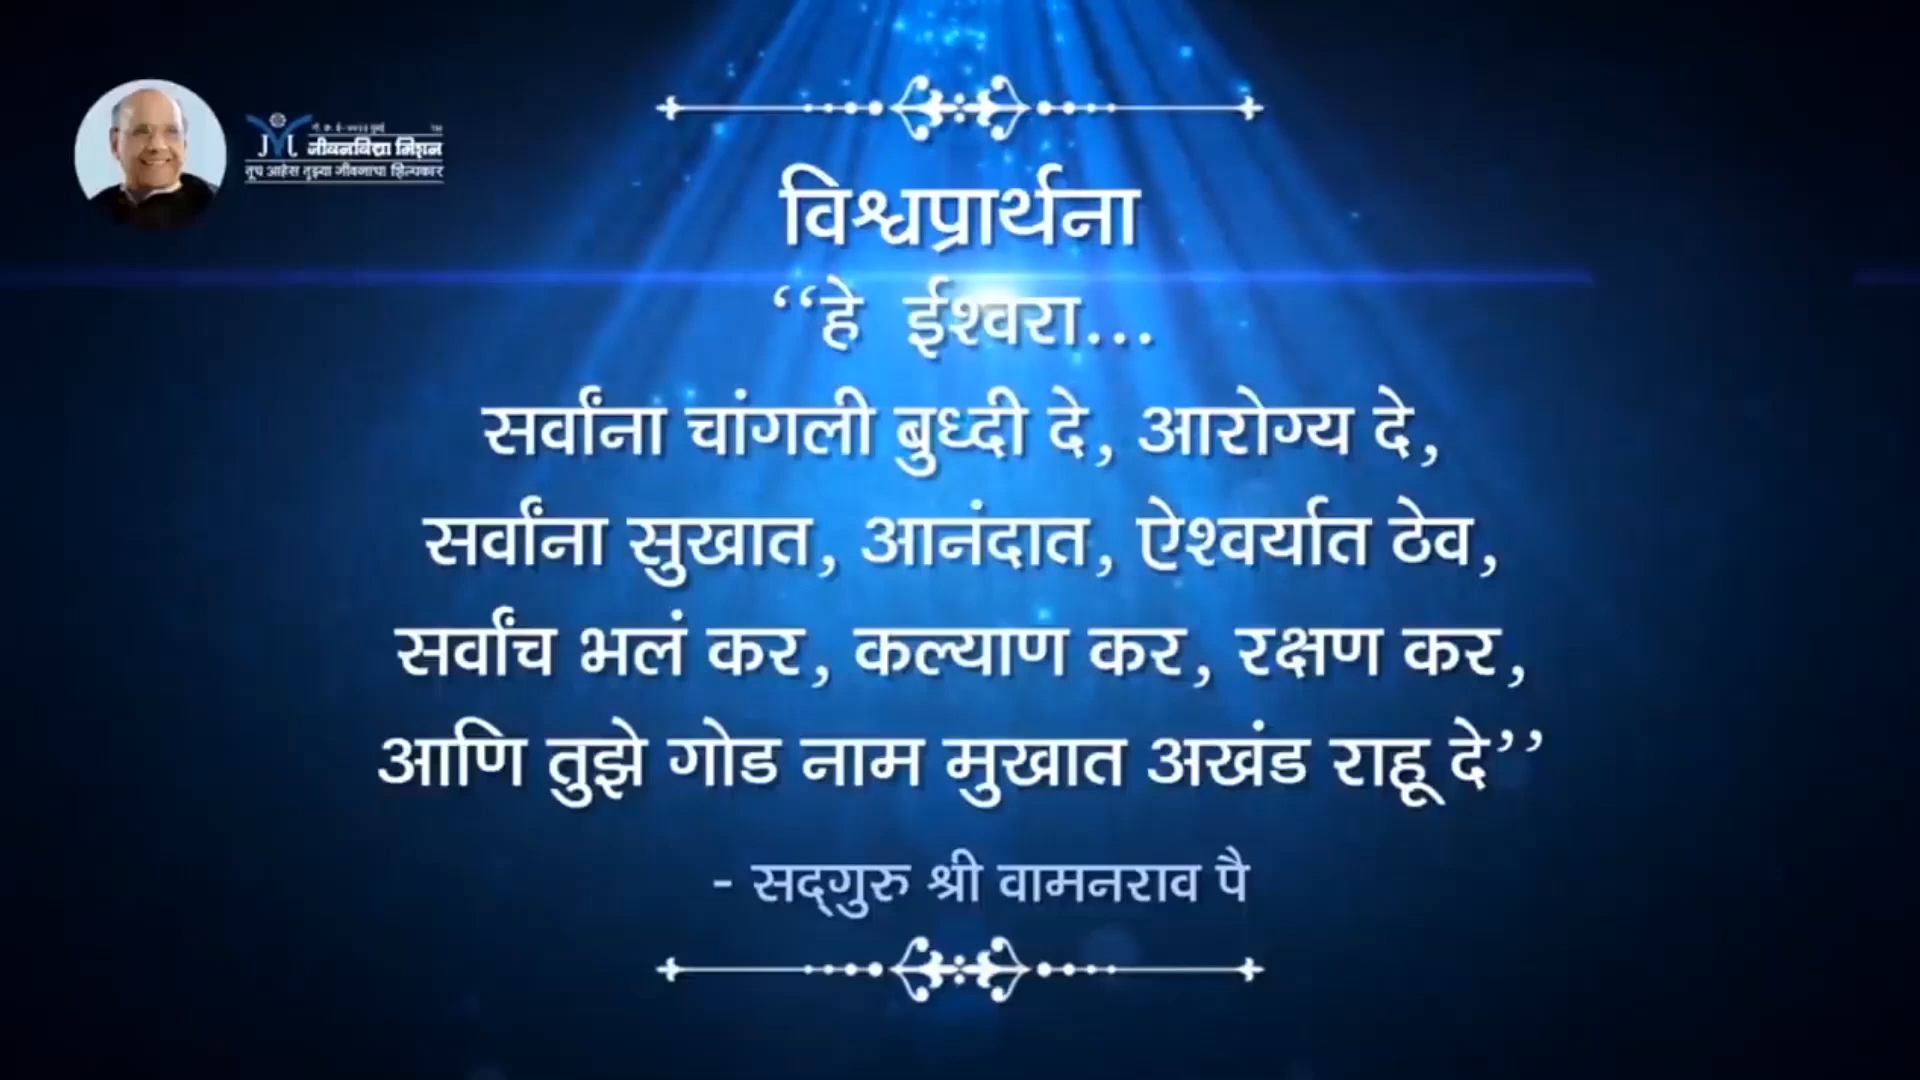 जीवनविद्या मिशन
तूच आहेस तुझ्या जीवनाचा शिल्पकार
विश्वप्रार्थना
“हे ईश्वरा...
सर्वांना चांगली बुध्दी दे, आरोग्य दे,
सर्वांना सुखात, आनंदात, ऐश्वर्यात ठेव,
सर्वांच भलं कर, कल्याण कर, रक्षण कर,
आणि तुझे गोड नाम मुखात अखंड राहू दे”
- सद्‌गुरु श्री वामनराव पै